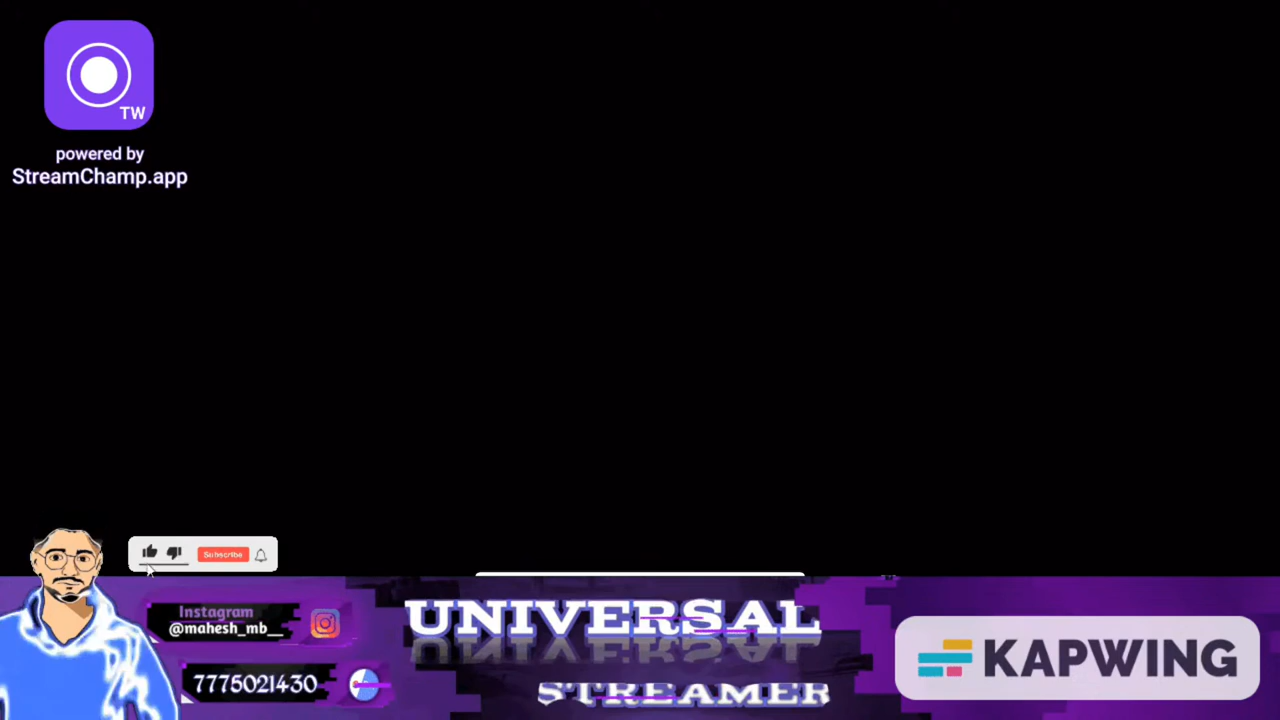 TW
powered by
StreamChamp.app
Subscribe
Instagram
@mahesh_mb__
7775021430
UNIVERSAL
STREAMER
KAPWING